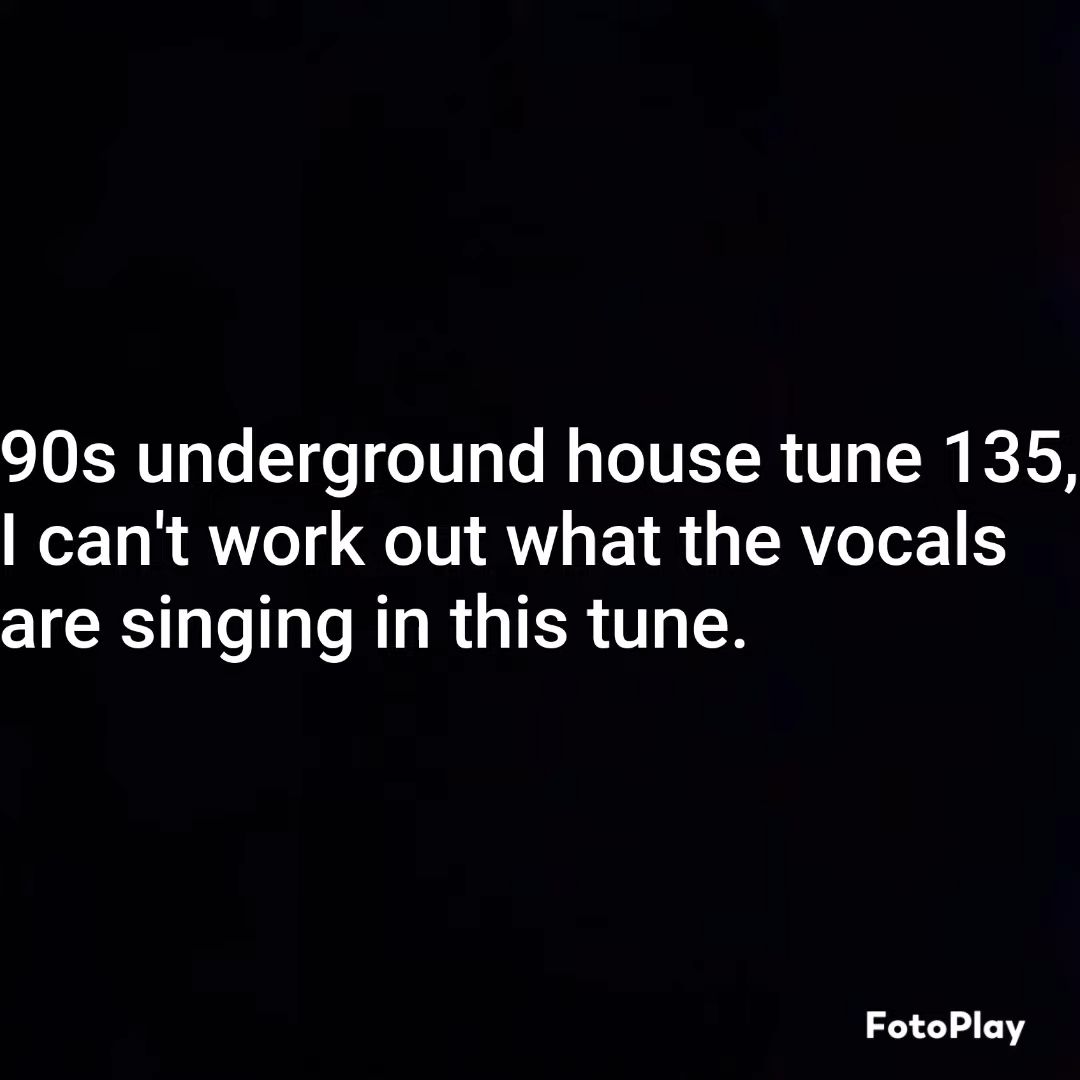 90s underground house tune 135,
I can't work out what the vocals
are singing in this tune.
FotoPlay